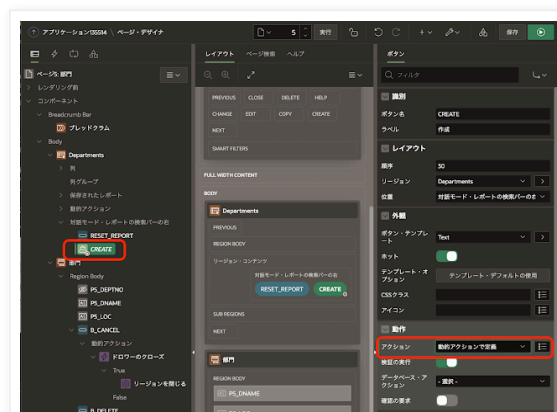 アプリケーション135514 \ ページ・デザイナ
5
実行
保存
レイアウト
ページ検索
ヘルプ
ボタン
フィルタ
ページ5: 部門
レンダリング前
コンポーネント
Breadcrumb Bar
ブレッドクラム
Body
Departments
列
列グループ
保存されたレポート
動的アクション
対話モード・レポートの検索バーの右
RESET_REPORT
CREATE
部門
Region Body
P5_DEPTNO
P5_DNAME
P5_LOC
B_CANCEL
動的アクション
ドロワーのクローズ
True
リージョンを閉じる
False
B_DELETE
PREVIOUS
CLOSE
DELETE
HELP
CHANGE
EDIT
COPY
CREATE
NEXT
SMART FILTERS
FULL WIDTH CONTENT
BODY
Departments
PREVIOUS
REGION BODY
リージョン・コンテンツ
対話モード・レポートの検索バーの右
RESET_REPORT
CREATE
SUB REGIONS
NEXT
部門
REGION BODY
P5_DNAME
識別
ボタン名
CREATE
ラベル
作成
レイアウト
順序
30
リージョン
Departments
位置
対話モード・レポートの検索バーの右
外観
ボタン・テンプレート
Text
ホット
テンプレート・オプション
テンプレート・デフォルトの使用
CSSクラス
アイコン
動作
アクション
動的アクションで定義
検証の実行
データベース・アクション
- 選択 -
確認の要求